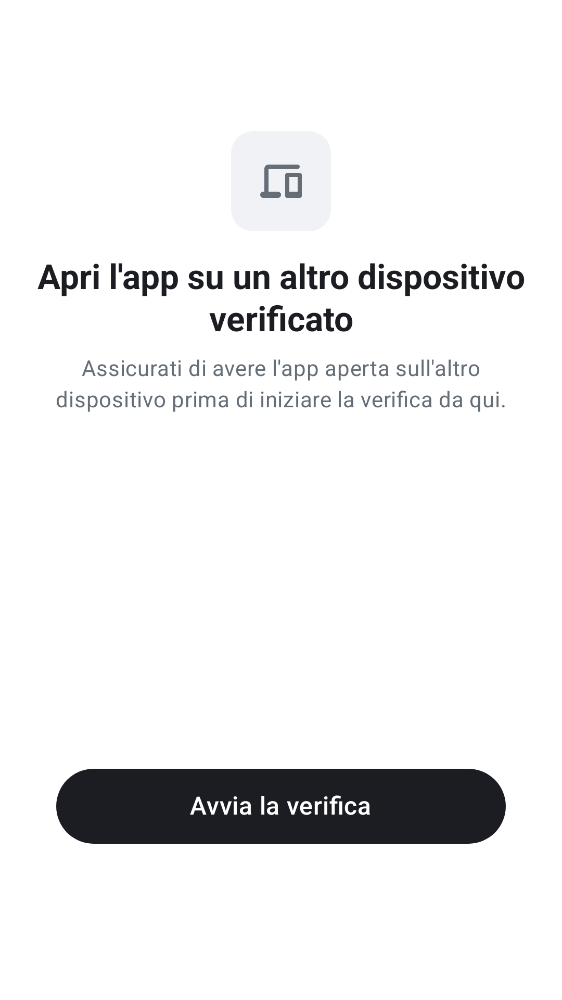 Apri l'app su un altro dispositivo
verificato
Assicurati di avere l'app aperta sull'altro
dispositivo prima di iniziare la verifica da qui.
Avvia la verifica